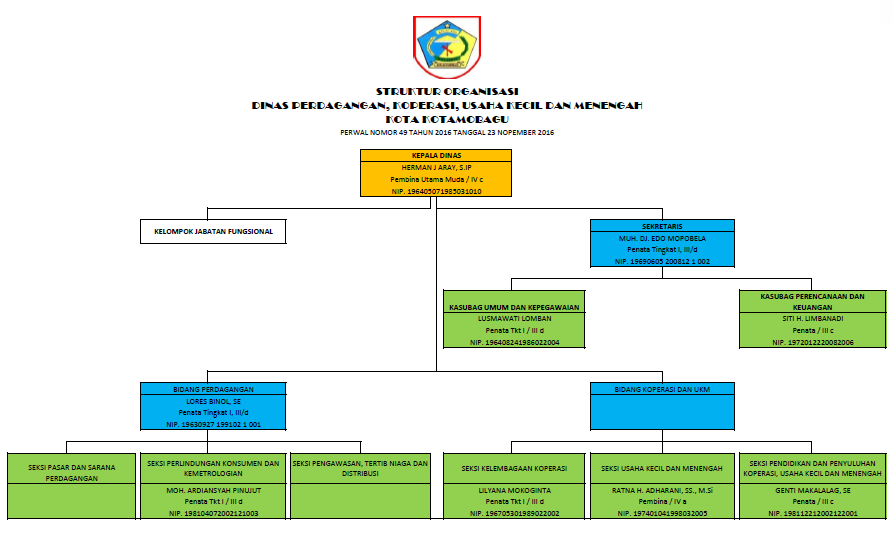 STRUKTUR ORGANISASI
DINAS PERDAGANGAN, KOPERASI, USAHA KECIL DAN MENENGAH
KOTA KOTAMOBAGU
PERWAL NOMOR 49 TAHUN 2016 TANGGAL 23 NOPEMBER 2016
KEPALA DINAS
HERMAN J ARAY, S.IP
Pembina Utama Muda / IV c
NIP. 196405071985031010
KELOMPOK JABATAN FUNGSIONAL
SEKRETARIS
MUH. DJ. EDO MOPOBELA
Penata Tingkat I, III/d
NIP. 19690605 200812 1 002
KASUBAG UMUM DAN KEPEGAWAIAN
LUSMAWATI LOMBAN
Penata Tkt I / III d
NIP. 196408241986022004
KASUBAG PERENCANAAN DAN
KEUANGAN
SITI H. LIMBANADI
Penata / III c
NIP. 1972012220082006
BIDANG PERDAGANGAN
LORES BINOL, SE
Penata Tingkat I, III/d
NIP. 19630927 199102 1 001
BIDANG KOPERASI DAN UKM
SEKSI PASAR DAN SARANA
PERDAGANGAN
SEKSI PERLINDUNGAN KONSUMEN DAN
KEMETROLOGIAN
MOH. ARDIANSYAH PINUJUT
Penata Tkt I / III d
NIP. 198104072002121003
SEKSI PENGAWASAN, TERTIB NIAGA DAN
DISTRIBUSI
SEKSI KELEMBAGAAN KOPERASI
LILYANA MOKOGINTA
Penata Tkt I / III d
NIP. 196705301989022002
SEKSI USAHA KECIL DAN MENENGAH
RATNA H. ADHARANI, SS., M.Si
Pembina / IV a
NIP. 197401041998032005
SEKSI PENDIDIKAN DAN PENYULUHAN
KOPERASI, USAHA KECIL DAN MENENGAH
GENTI MAKALALAG, SE
Penata / III c
NIP. 198112212002122001